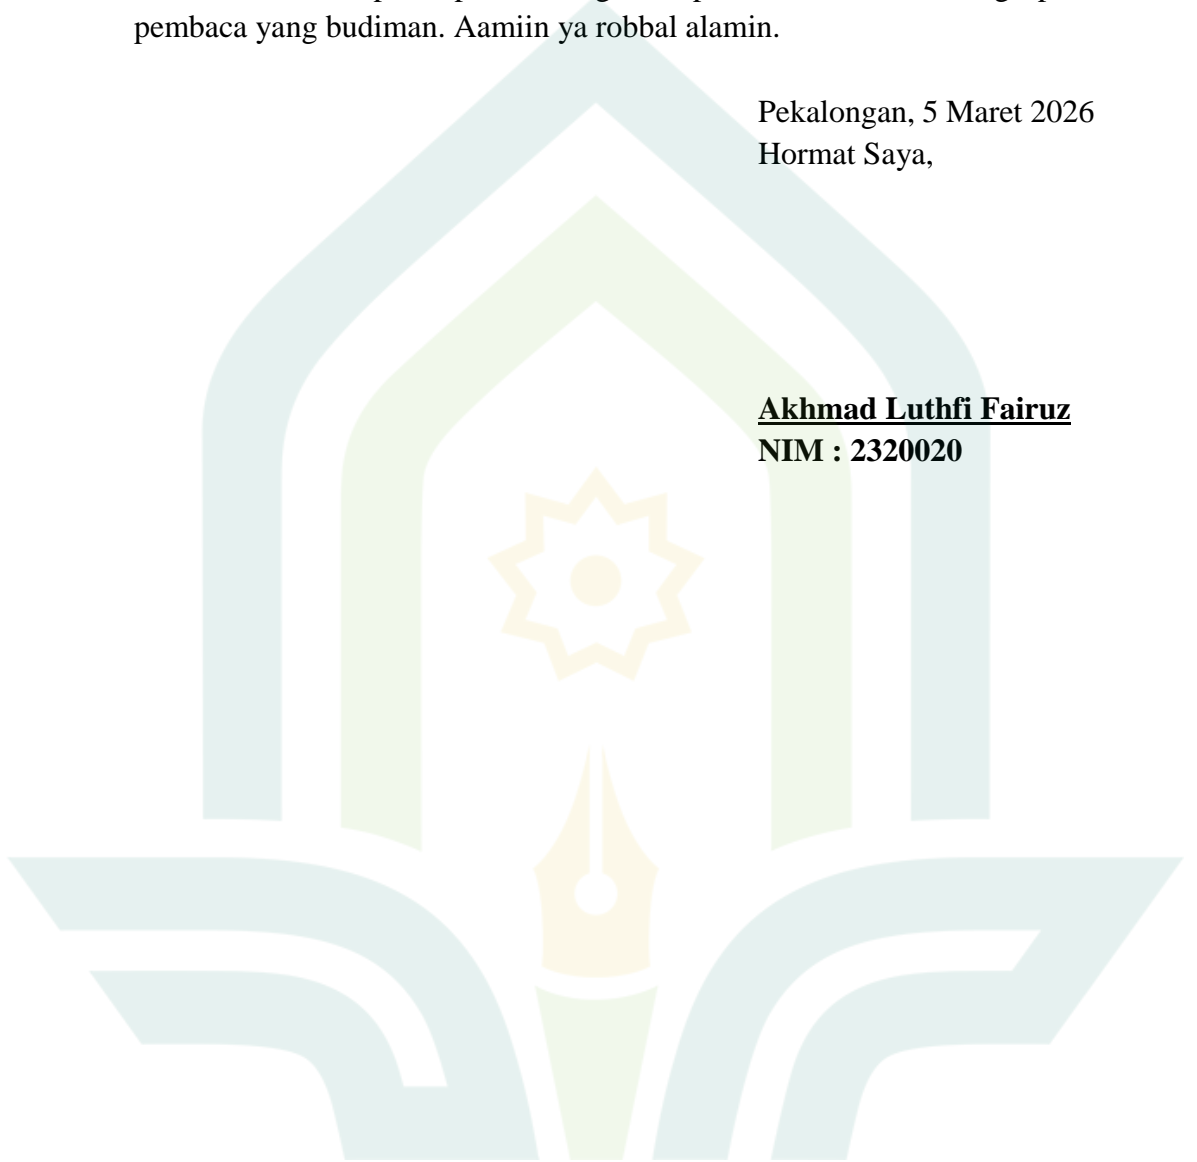 pembaca yang budiman. Aamiin ya robbal alamin.
Pekalongan, 5 Maret 2026
Hormat Saya,
Akhmad Luthfi Fairuz
NIM : 2320020